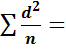 ∑ d²/n =